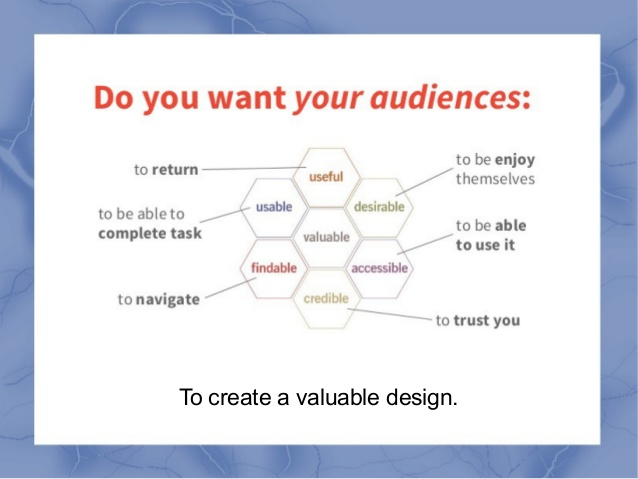 Do you want your audiences:
to return
useful
to be enjoy
themselves
usable
desirable
to be able to
complete task
valuable
to be able
to use it
findable
accessible
to navigate
credible
to trust you
To create a valuable design.